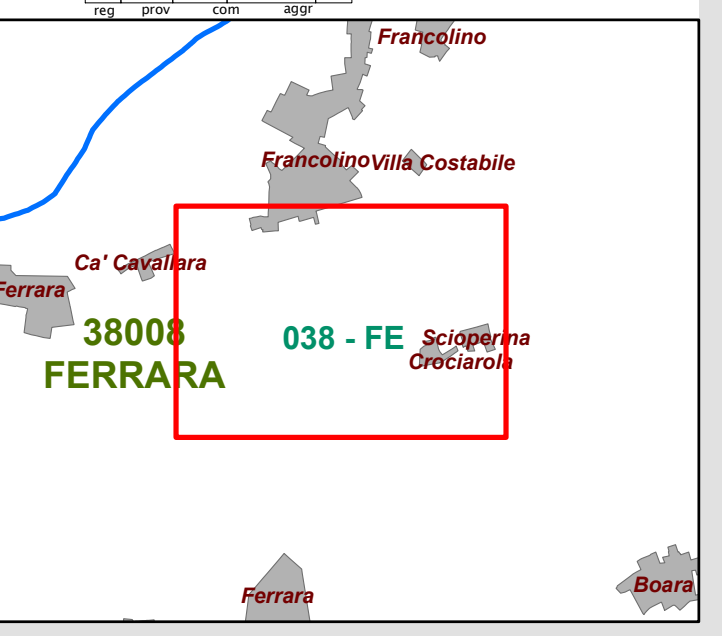 reg prov com aggr
Francolino
Francolino Villa Costabile
Ca' Cavallara
Ferrara
38008
FERRARA
038 - FE
Scioperina
Crociarola
Ferrara
Boara